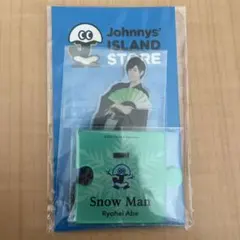 Johnnys'
ISLAND
STORE
Snow Man
Ryohei Abe